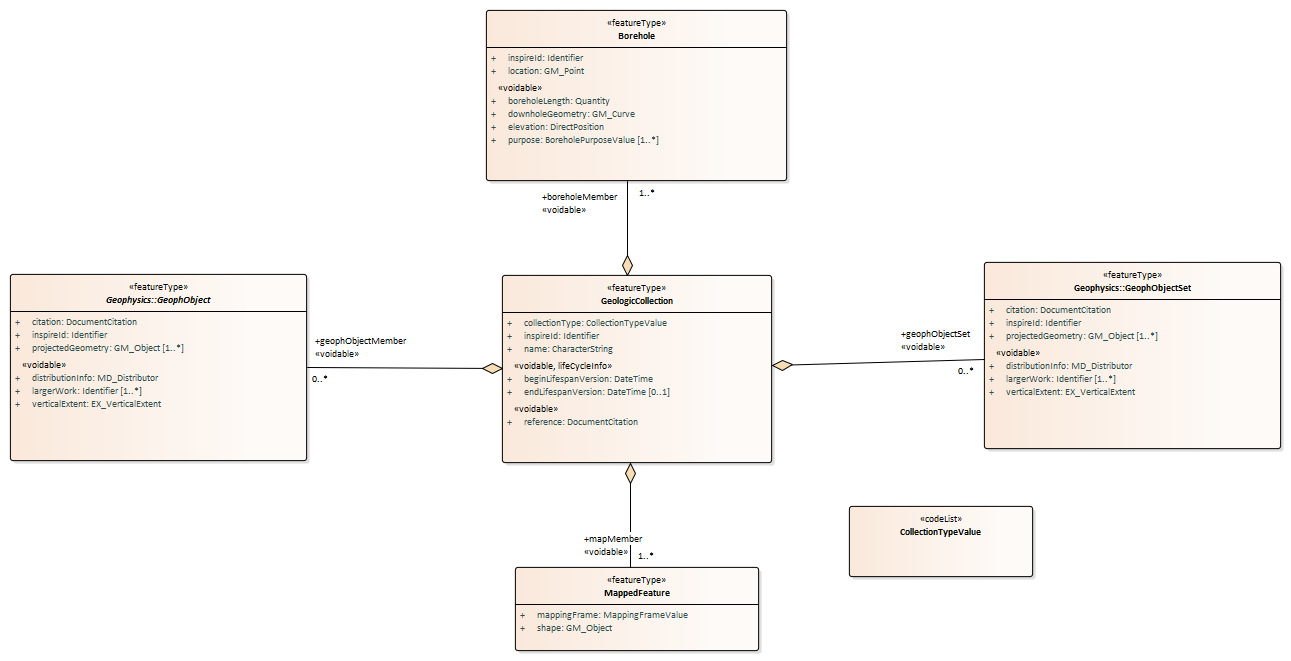 «featureType»
Borehole
+ inspireId: Identifier
+ location: GM_Point
«voidable»
+ boreholeLength: Quantity
+ downholeGeometry: GM_Curve
+ elevation: DirectPosition
+ purpose: BoreholePurposeValue [1..*]
+boreholeMember
«voidable»
1..*
«featureType»
Geophysics::GeophObject
+ citation: DocumentCitation
+ inspireId: Identifier
+ projectedGeometry: GM_Object [1..*]
«voidable»
+ distributionInfo: MD_Distributor
+ largerWork: Identifier [1..*]
+ verticalExtent: EX_VerticalExtent
+geophObjectMember
«voidable»
0..*
«featureType»
GeologicCollection
+ collectionType: CollectionTypeValue
+ inspireId: Identifier
+ name: CharacterString
«voidable, lifeCycleInfo»
+ beginLifespanVersion: DateTime
+ endLifespanVersion: DateTime [0..1]
«voidable»
+ reference: DocumentCitation
+geophObjectSet
«voidable»
0..*
«featureType»
Geophysics::GeophObjectSet
+ citation: DocumentCitation
+ inspireId: Identifier
+ projectedGeometry: GM_Object [1..*]
«voidable»
+ distributionInfo: MD_Distributor
+ largerWork: Identifier [1..*]
+ verticalExtent: EX_VerticalExtent
+mapMember
«voidable»
1..*
«featureType»
MappedFeature
+ mappingFrame: MappingFrameValue
+ shape: GM_Object
«codeList»
CollectionTypeValue